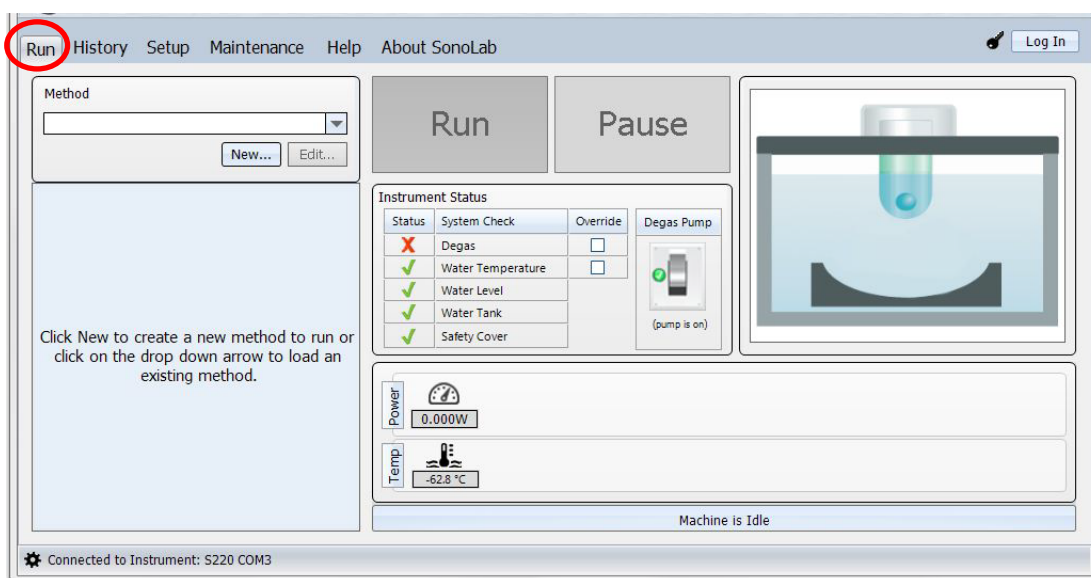 Run History Setup Maintenance Help About SonoLab Log In
Method
New... Edit...
Click New to create a new method to run or
click on the drop down arrow to load an
existing method.
Run Pause
Instrument Status
Status System Check Override Degas Pump
Degas
Water Temperature
Water Level
Water Tank
Safety Cover
(pump is on)
Power
0.000W
Temp
-62.8 °C
Machine is Idle
Connected to Instrument: S220 COM3